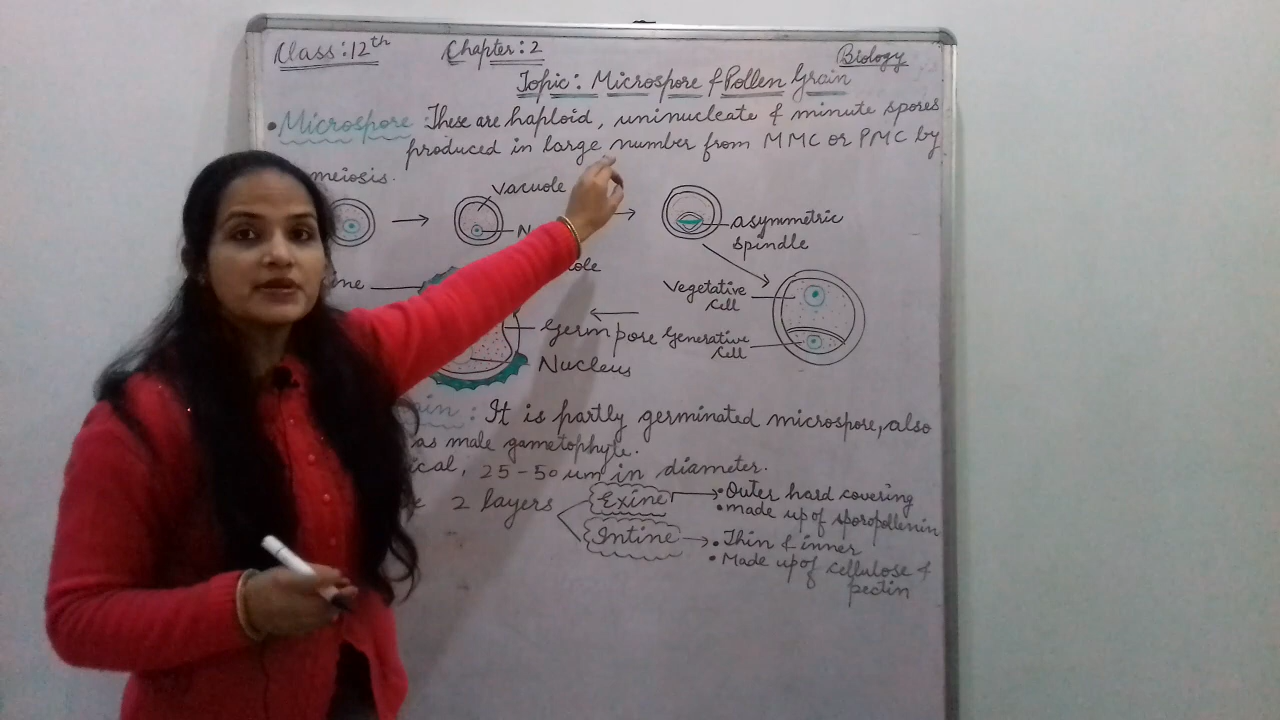 Class: 12th Chapter: 2 Biology
Topic: Microspore & Pollen Grain
• Microspore: These are haploid, uninucleate & minute spores
produced in large number from MMC or PMC by
meiosis.
Vacuole
asymmetric
spindle
Vegetative
cell
Germ pore
Generative
cell
Nucleus
: It is partly germinated microspore, also
as male gametophyte.
25-50 um in diameter.
2 layers
Exine → • Outer hard covering
• made up of sporopollenin
Intine → • Thin & inner
• Made up of cellulose &
pectin